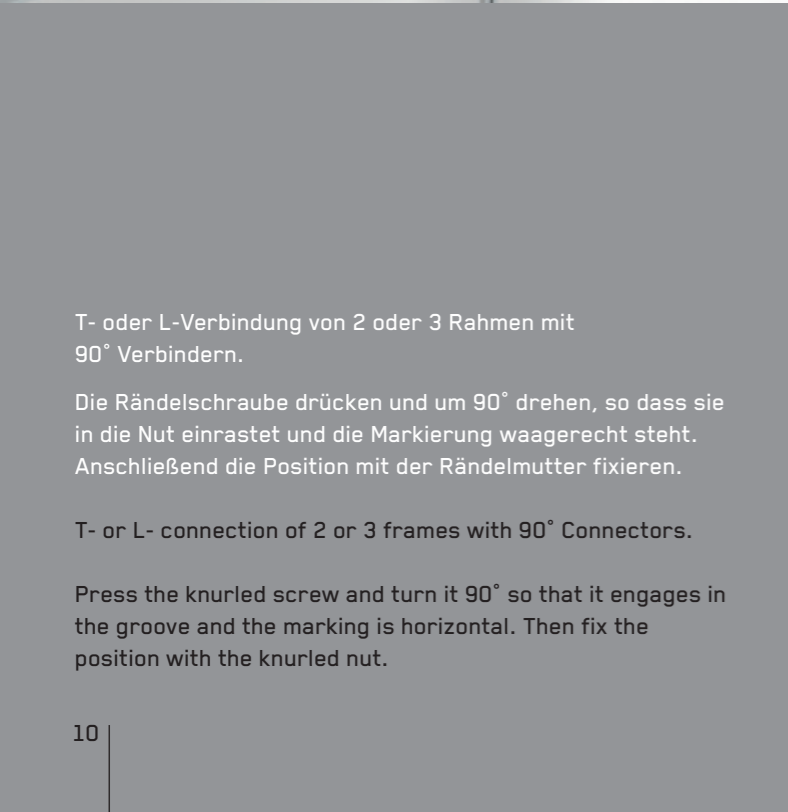 T- oder L-Verbindung von 2 oder 3 Rahmen mit
90° Verbindern.
Die Rändelschraube drücken und um 90° drehen, so dass sie
in die Nut einrastet und die Markierung waagerecht steht.
Anschließend die Position mit der Rändelmutter fixieren.
T- or L- connection of 2 or 3 frames with 90° Connectors.
Press the knurled screw and turn it 90° so that it engages in
the groove and the marking is horizontal. Then fix the
position with the knurled nut.
10